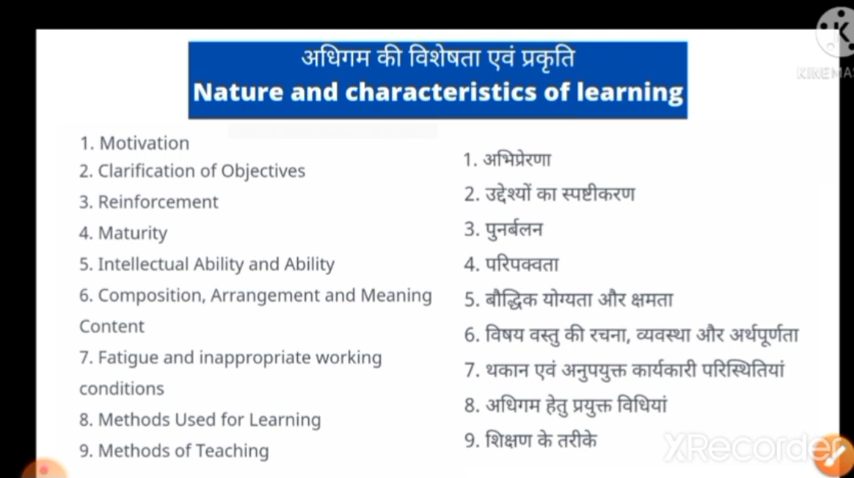 अधिगम की विशेषता एवं प्रकृति
Nature and characteristics of learning
1. Motivation
2. Clarification of Objectives
3. Reinforcement
4. Maturity
5. Intellectual Ability and Ability
6. Composition, Arrangement and Meaning
Content
7. Fatigue and inappropriate working
conditions
8. Methods Used for Learning
9. Methods of Teaching
1. अभिप्रेरणा
2. उद्देश्यों का स्पष्टीकरण
3. पुनर्बलन
4. परिपक्वता
5. बौद्धिक योग्यता और क्षमता
6. विषय वस्तु की रचना, व्यवस्था और अर्थपूर्णता
7. थकान एवं अनुपयुक्त कार्यकारी परिस्थितियां
8. अधिगम हेतु प्रयुक्त विधियां
9. शिक्षण के तरीके
K
XRecorder